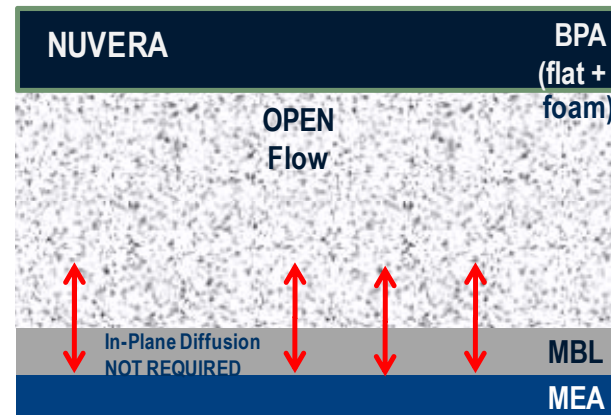 NUVERA
BPA
(flat +
foam)
OPEN
Flow
In-Plane Diffusion
NOT REQUIRED
MBL
MEA